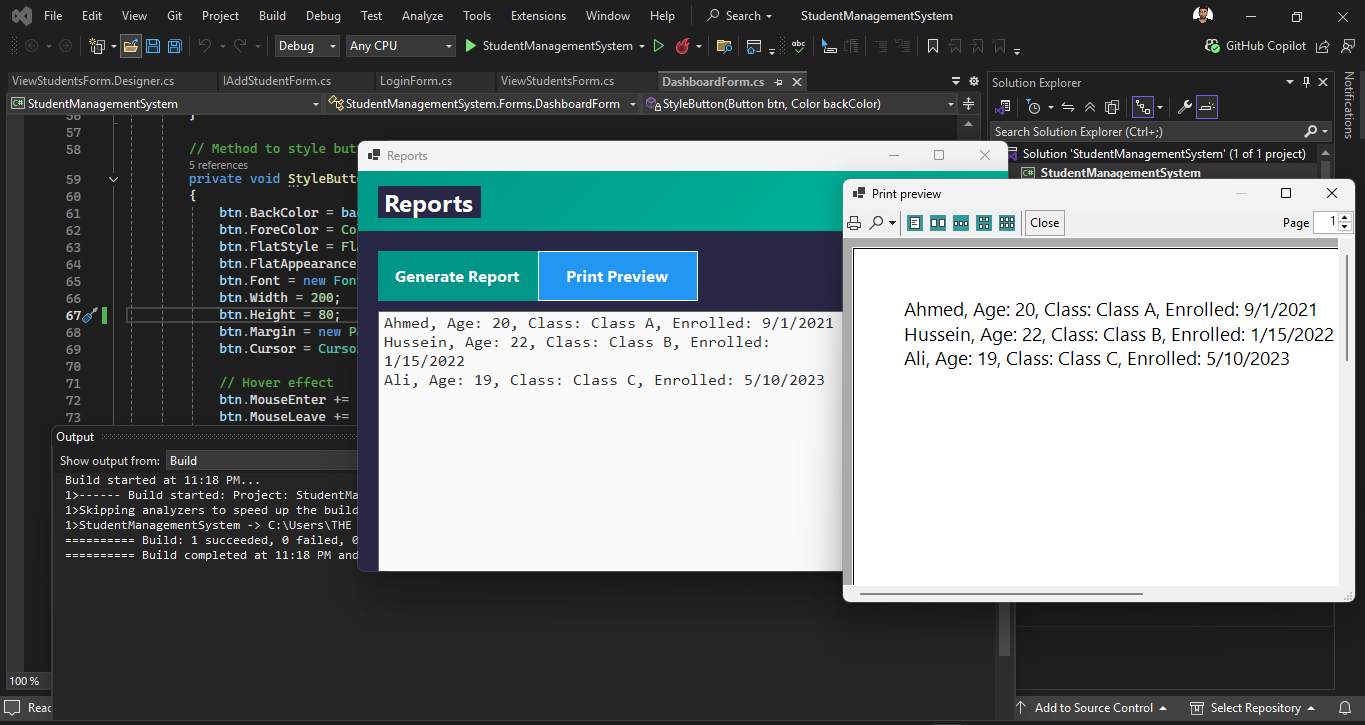 File Edit View Git Project Build Debug Test Analyze Tools Extensions Window Help Search StudentManagementSystem
Debug Any CPU StudentManagementSystem GitHub Copilot
ViewStudentsForm.Designer.cs IAddStudentForm.cs LoginForm.cs ViewStudentsForm.cs DashboardForm.cs
C# StudentManagementSystem StudentManagementSystem.Forms.DashboardForm StyleButton(Button btn, Color backColor)
56 }
57
58 // Method to style but
5 references
59 private void StyleButt
60 {
61 btn.BackColor = ba
62 btn.ForeColor = Co
63 btn.FlatStyle = Fl
64 btn.FlatAppearance
65 btn.Font = new Fon
66 btn.Width = 200;
67 btn.Height = 80;
68 btn.Margin = new P
69 btn.Cursor = Curso
70
71 // Hover effect
72 btn.MouseEnter +=
73 btn.MouseLeave +=
100 %
Output
Show output from: Build
Build started at 11:18 PM...
1>------ Build started: Project: StudentMa
1>Skipping analyzers to speed up the build
1>StudentManagementSystem -> C:\Users\THE
========== Build: 1 succeeded, 0 failed, 0
========== Build completed at 11:18 PM and
Reac
Reports
Reports
Generate Report Print Preview
Ahmed, Age: 20, Class: Class A, Enrolled: 9/1/2021
Hussein, Age: 22, Class: Class B, Enrolled:
1/15/2022
Ali, Age: 19, Class: Class C, Enrolled: 5/10/2023
Solution Explorer
Search Solution Explorer (Ctrl+;)
Solution 'StudentManagementSystem' (1 of 1 project)
C# StudentManagementSystem
Notifications
Print preview
Close Page 1
Ahmed, Age: 20, Class: Class A, Enrolled: 9/1/2021
Hussein, Age: 22, Class: Class B, Enrolled: 1/15/2022
Ali, Age: 19, Class: Class C, Enrolled: 5/10/2023
Add to Source Control Select Repository